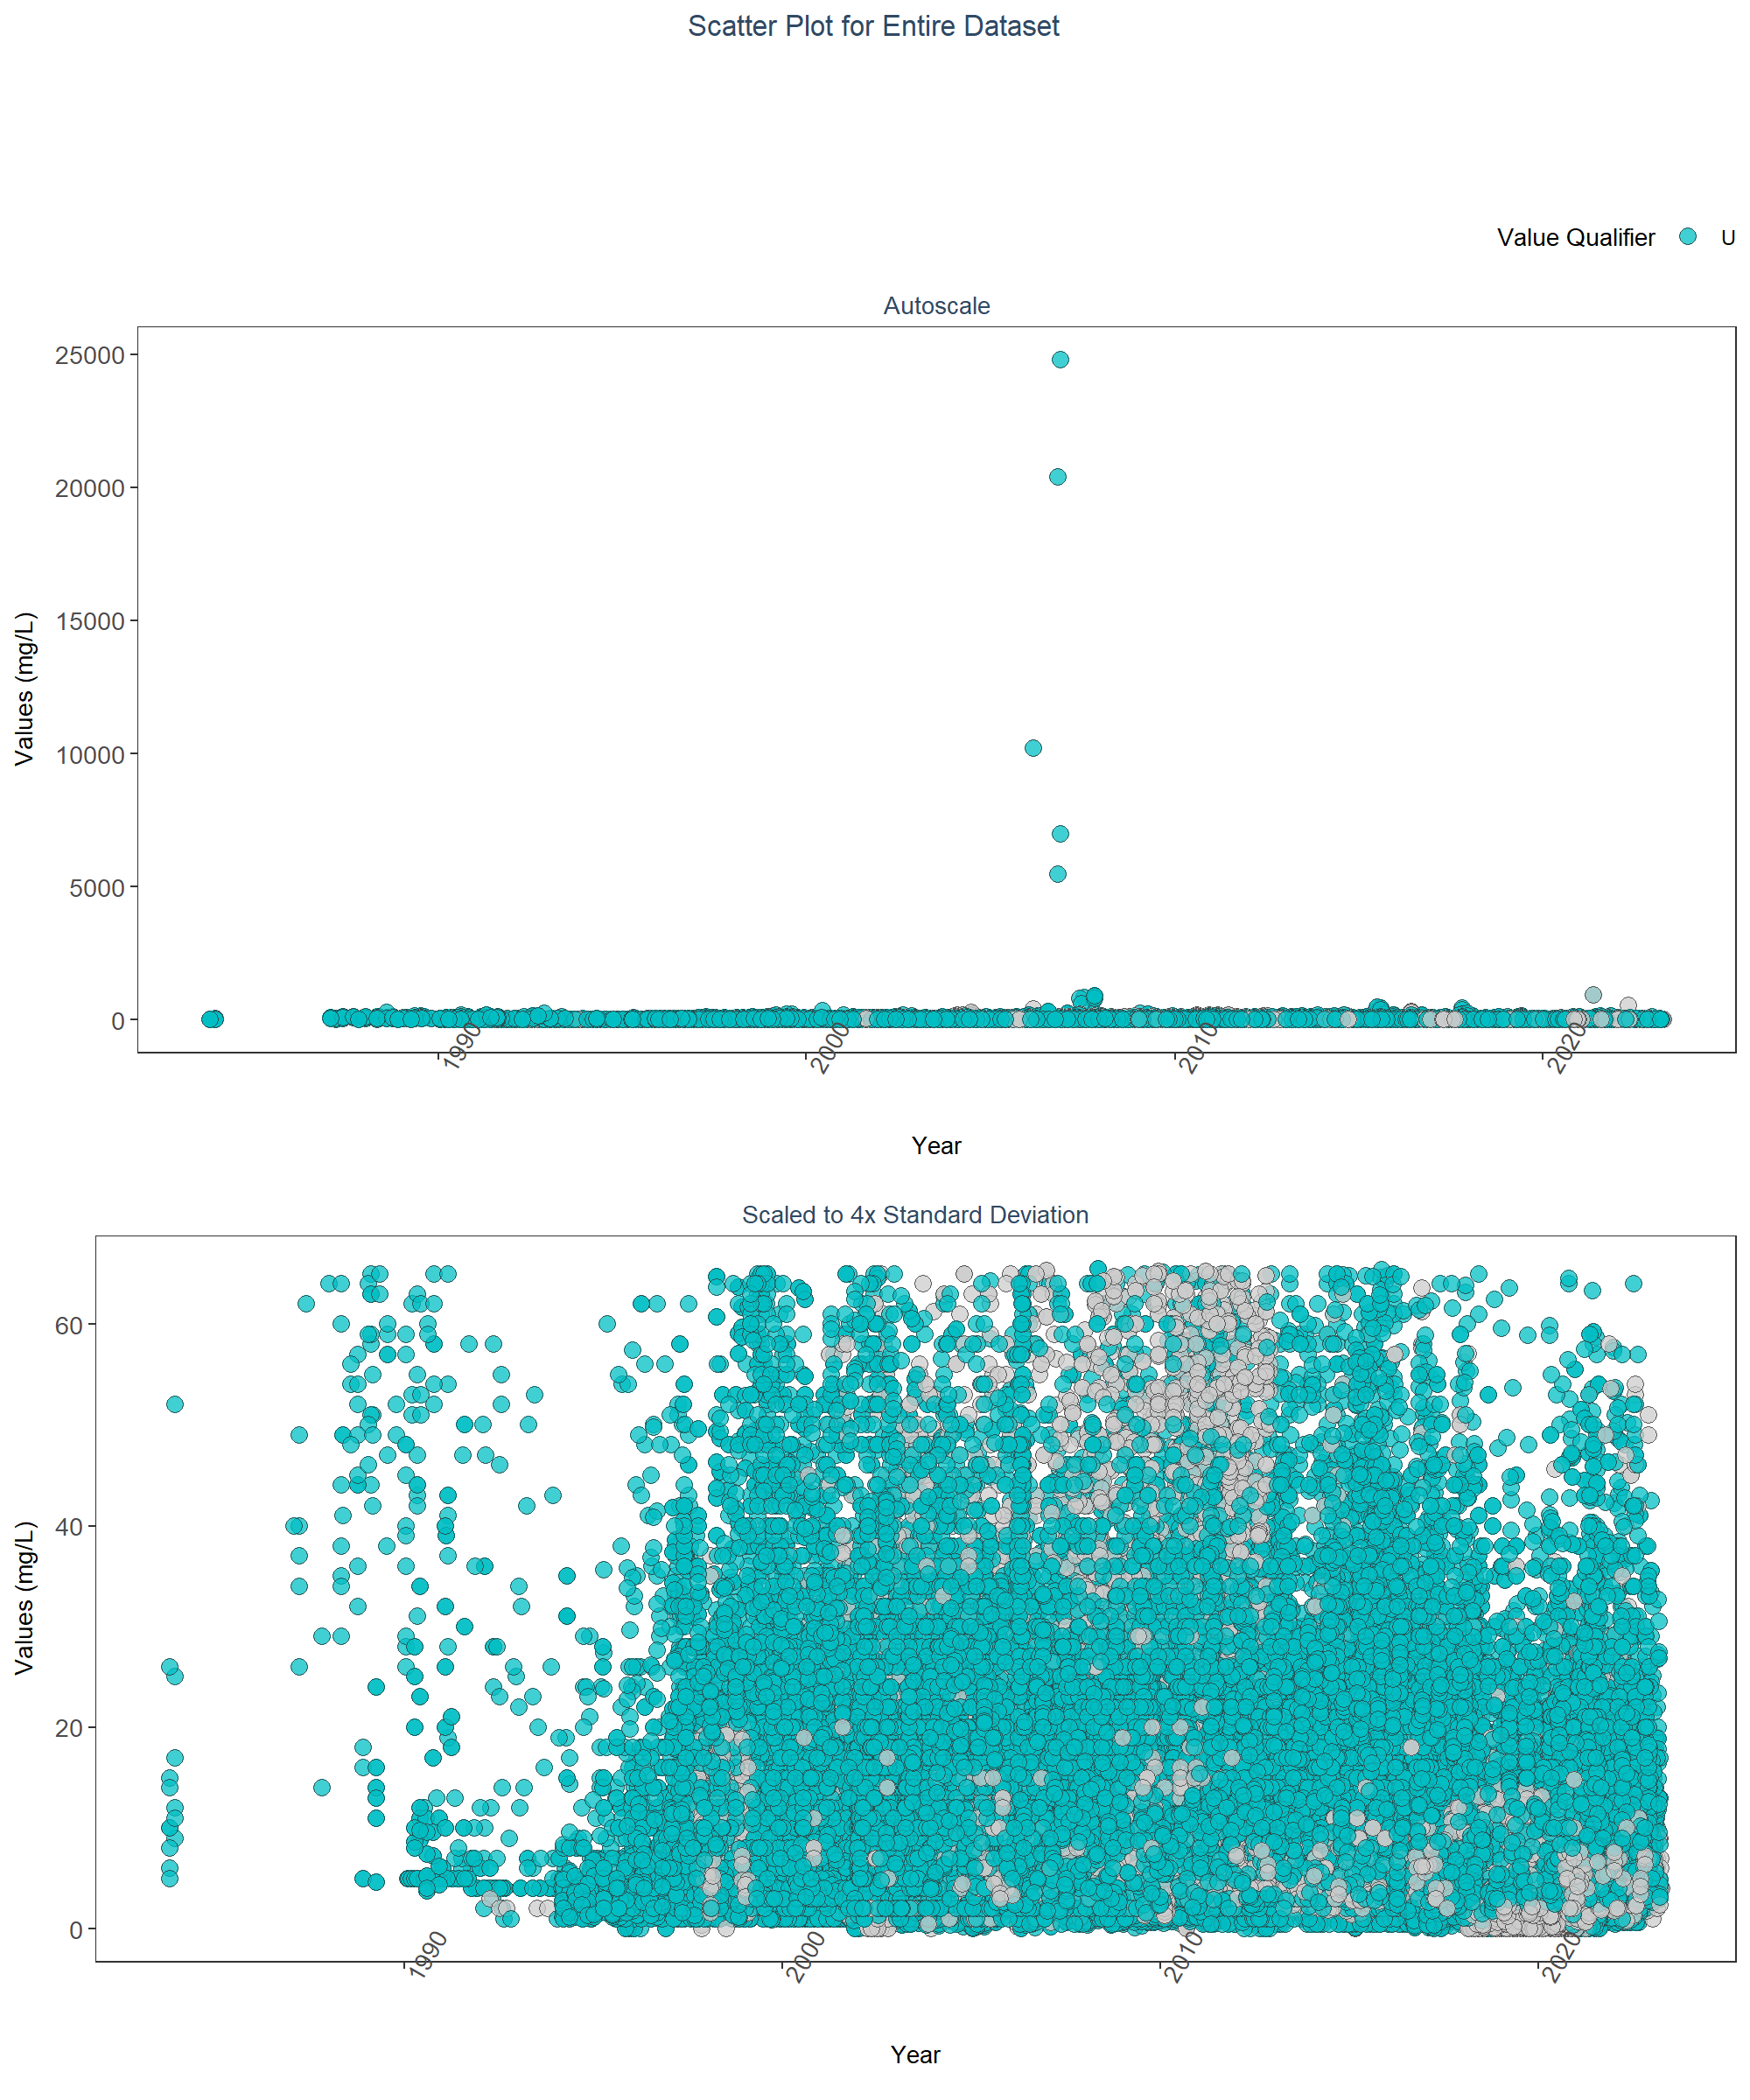 Scatter Plot for Entire Dataset
Value Qualifier U
Autoscale
25000
20000
15000
10000
5000
0
Values (mg/L)
1990 2000 2010 2020
Year
Scaled to 4x Standard Deviation
60
40
20
0
Values (mg/L)
1990 2000 2010 2020
Year